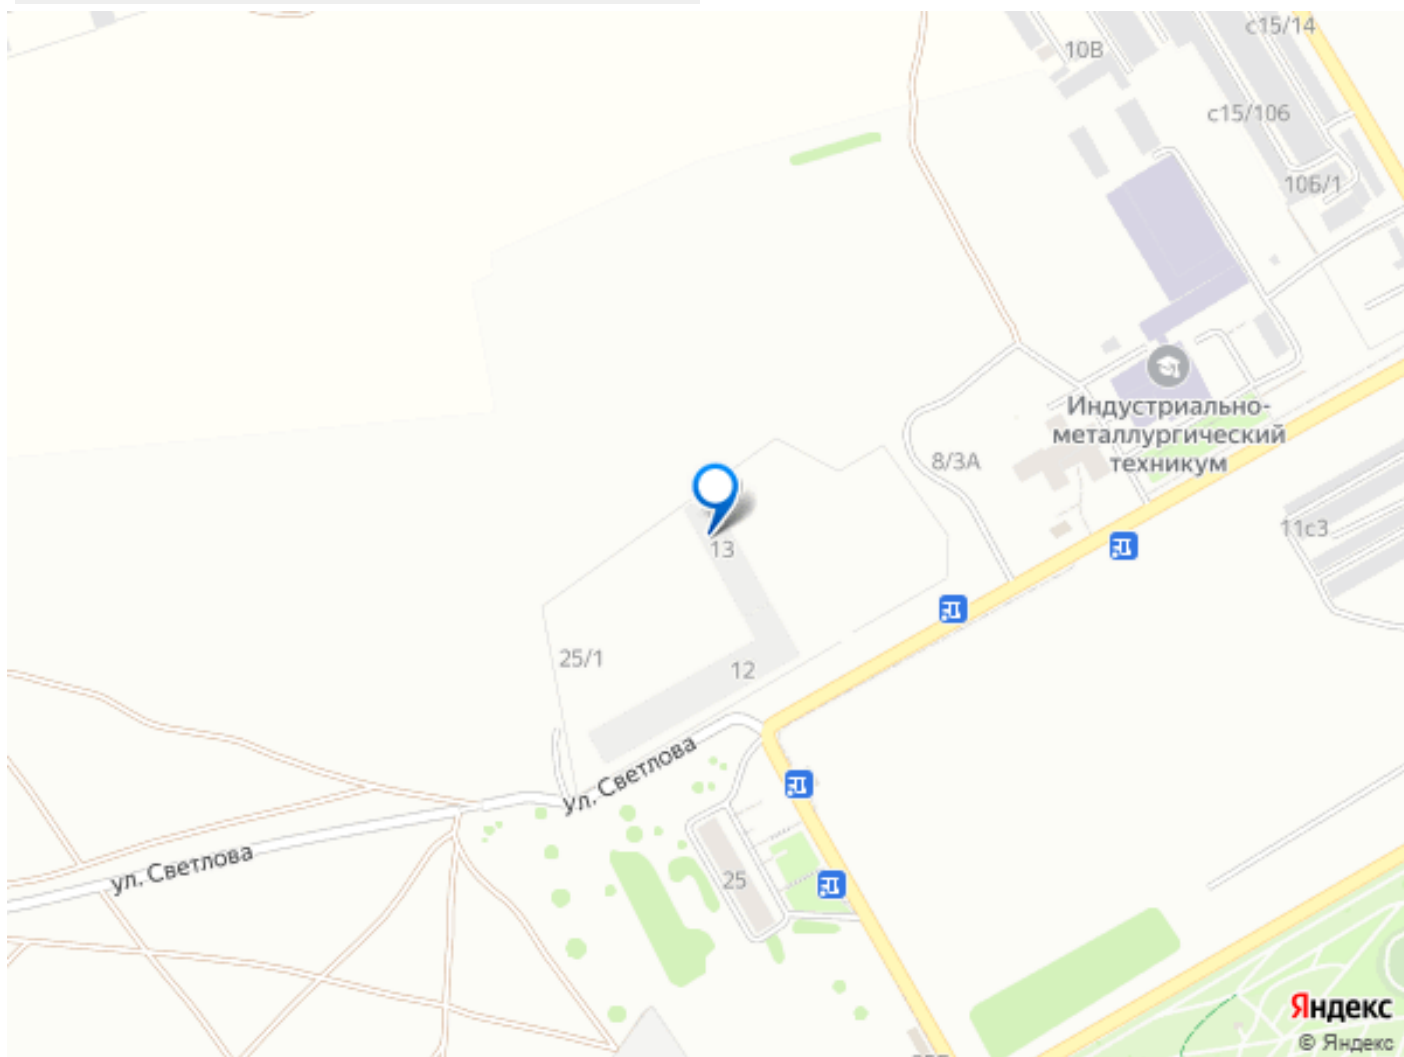 с15/14
10В
с15/106
10Б/1
Индустриально-
металлургический
техникум
8/3А
11с3
13
25/1
12
ул. Светлова
ул. Светлова
25
Яндекс
© Яндекс